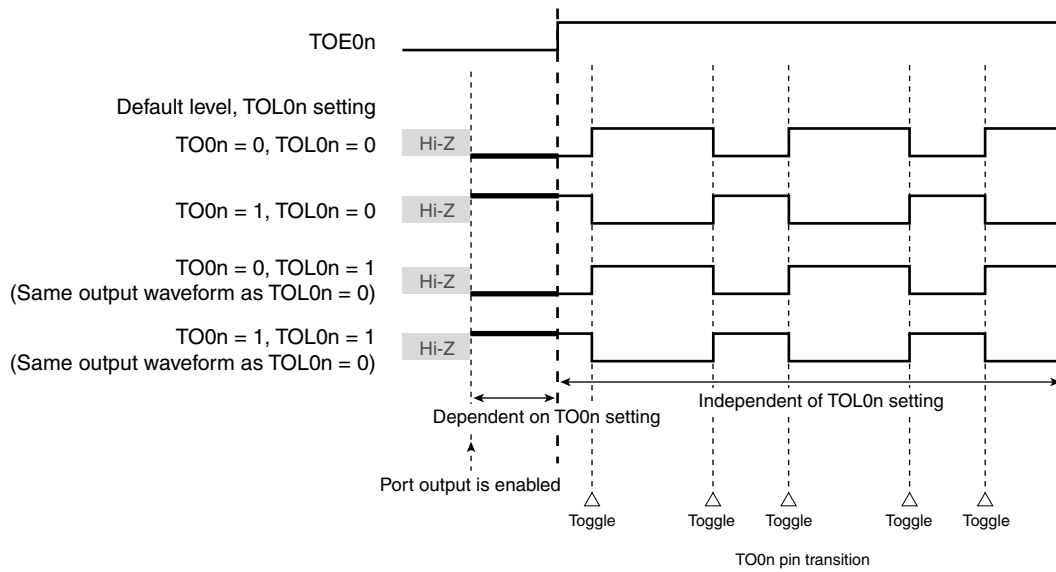 TOE0n
Default level, TOL0n setting
TO0n = 0, TOL0n = 0
Hi-Z
TO0n = 1, TOL0n = 0
Hi-Z
TO0n = 0, TOL0n = 1
(Same output waveform as TOL0n = 0)
Hi-Z
TO0n = 1, TOL0n = 1
(Same output waveform as TOL0n = 0)
Hi-Z
Independent of TOL0n setting
Dependent on TO0n setting
Port output is enabled
Toggle
Toggle
Toggle
Toggle
Toggle
TO0n pin transition